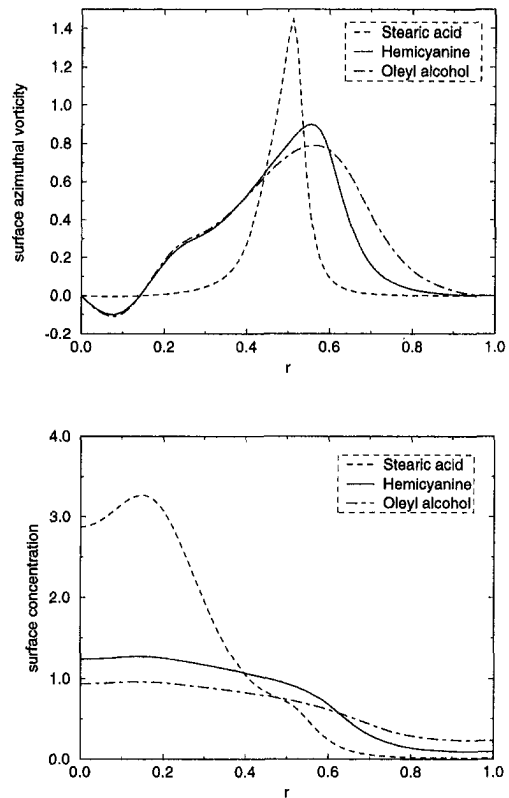 1.4
1.2
1.0
0.8
0.6
0.4
0.2
0.0
-0.2
surface azimuthal vorticity
Stearic acid
Hemicyanine
Oleyl alcohol
0.0 0.2 0.4 0.6 0.8 1.0
r
4.0
3.0
2.0
1.0
0.0
surface concentration
Stearic acid
Hemicyanine
Oleyl alcohol
0.0 0.2 0.4 0.6 0.8 1.0
r